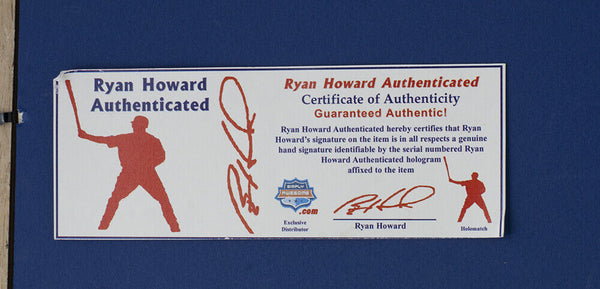 Ryan Howard
Authenticated
Ryan Howard Authenticated
Certificate of Authenticity
Guaranteed Authentic!
Ryan Howard Authenticated hereby certifies that Ryan
Howard's signature on the item is in all respects a genuine
hand signature identifiable by the serial numbered Ryan
Howard Authenticated hologram
affixed to the item
SIMPLY
AWESOME
.com
Exclusive
Distributor
Ryan Howard
Holomatch